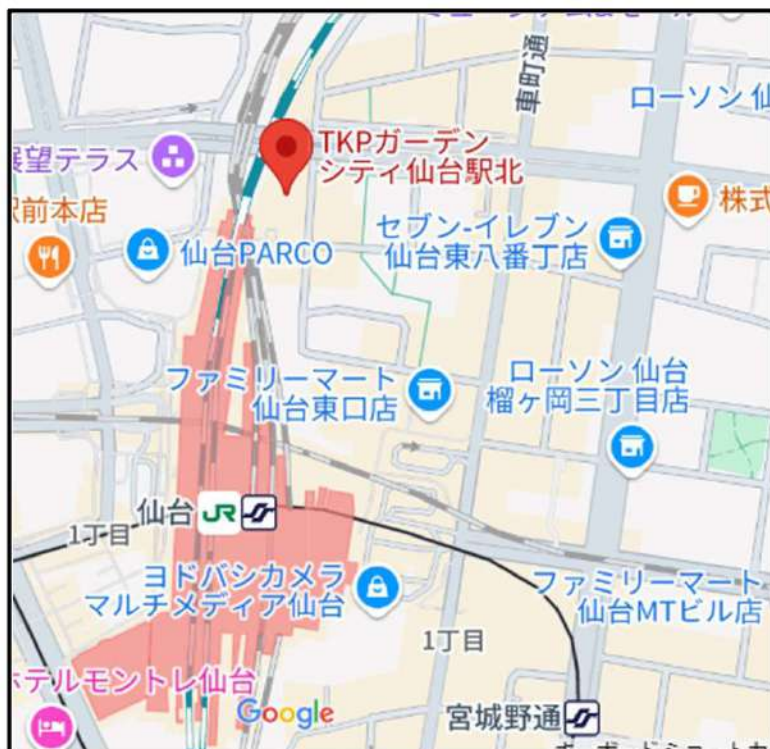 車町通
ローソン 仙
TKPガーデン
シティ仙台駅北
展望テラス
駅前本店
株式
セブン-イレブン
仙台東八番丁店
仙台PARCO
ファミリーマート
仙台東口店
ローソン 仙台
榴ヶ岡三丁目店
仙台
JR
1丁目
ヨドバシカメラ
マルチメディア仙台
ファミリーマート
仙台MTビル店
1丁目
ホテルモントレ仙台
Google
宮城野通